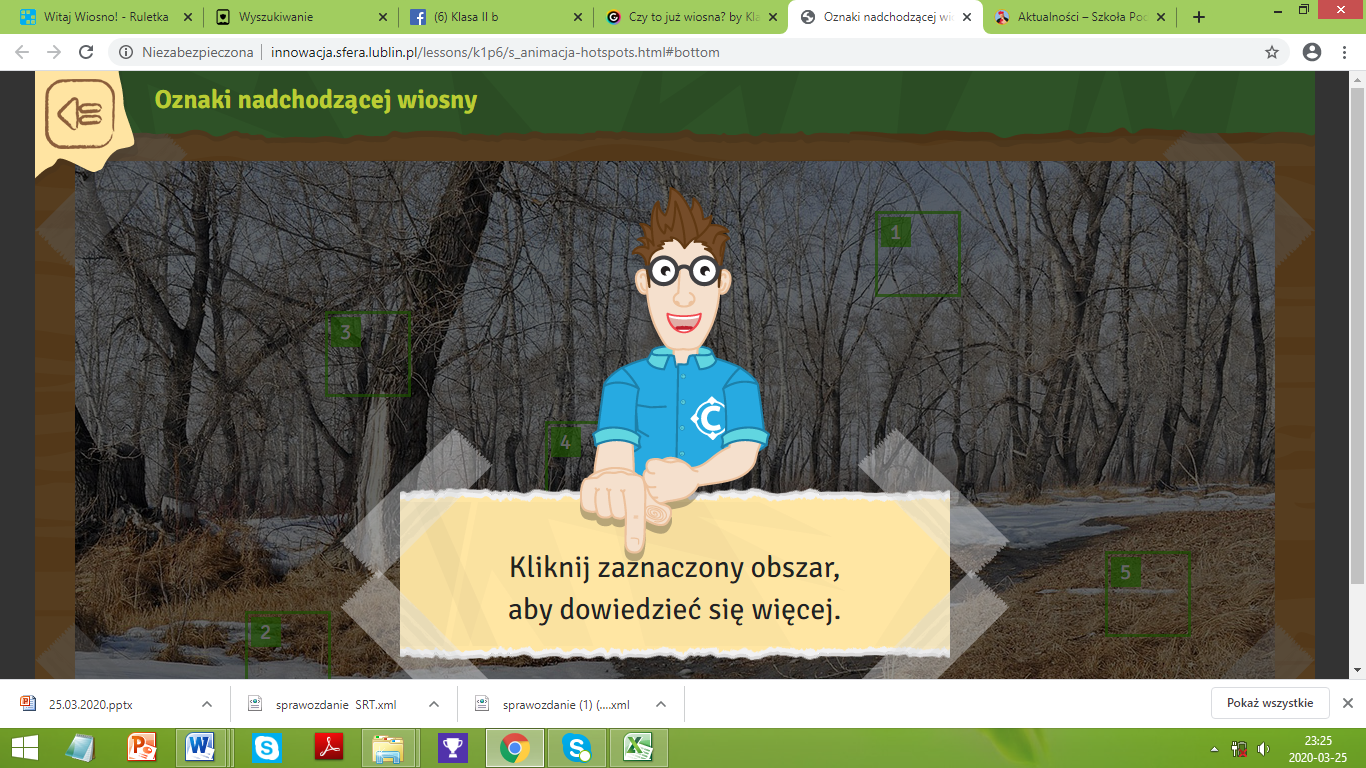 Witaj Wiosno! - Ruletka
Wyszukiwanie
(6) Klasa II b
Czy to już wiosna? by Kla
Oznaki nadchodzącej wi
Aktualności – Szkoła Poc
Niezabezpieczona
innowacja.sfera.lublin.pl/lessons/k1p6/s_animacja-hotspots.html#bottom
Oznaki nadchodzącej wiosny
1
3
4
C
Kliknij zaznaczony obszar,
aby dowiedzieć się więcej.
5
2
25.03.2020.pptx
sprawozdanie SRT.xml
sprawozdanie (1) (....xml
Pokaż wszystkie
23:25
2020-03-25